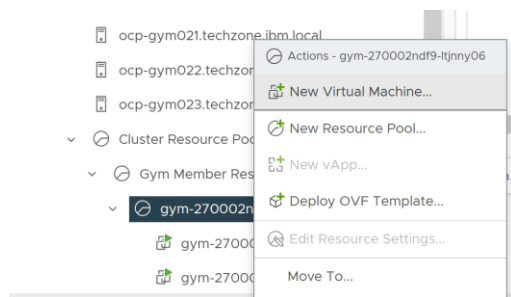 ocp-gym021.techzone.ibm.local
ocp-gym022.techzon
ocp-gym023.techzon
Cluster Resource Poo
Gym Member Res
gym-270002n
gym-2700
gym-2700
Actions - gym-270002ndf9-ltjnny06
New Virtual Machine...
New Resource Pool...
New vApp...
Deploy OVF Template...
Edit Resource Settings...
Move To...